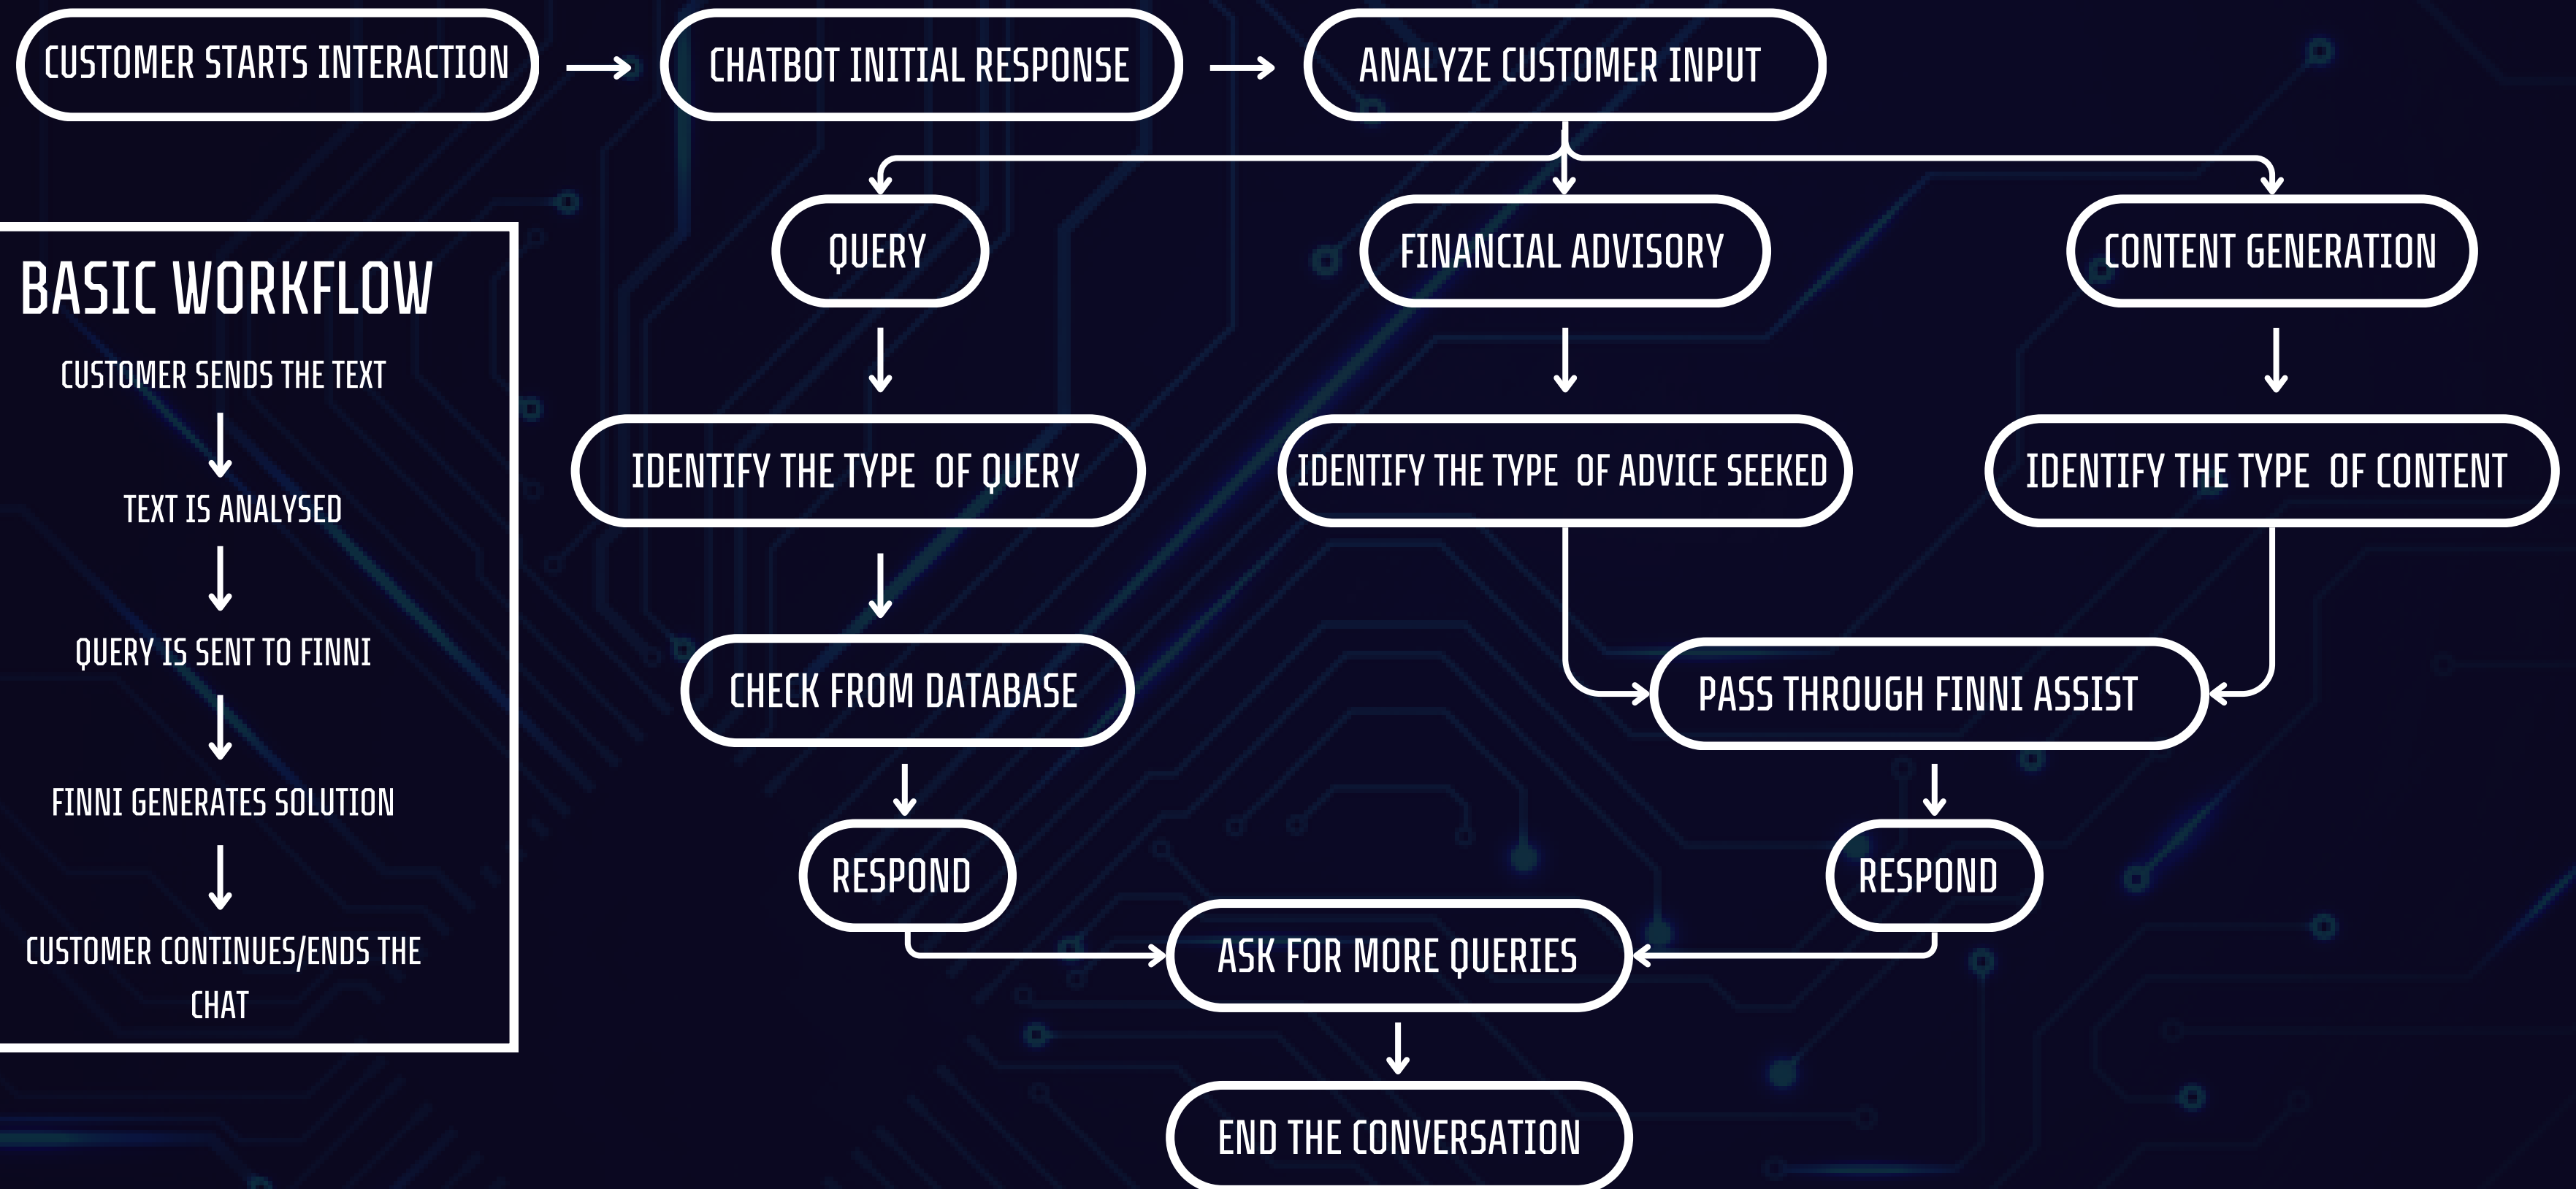 CUSTOMER STARTS INTERACTION
CHATBOT INITIAL RESPONSE
ANALYZE CUSTOMER INPUT
QUERY
FINANCIAL ADVISORY
CONTENT GENERATION
BASIC WORKFLOW
CUSTOMER SENDS THE TEXT
TEXT IS ANALYSED
QUERY IS SENT TO FINNI
FINNI GENERATES SOLUTION
CUSTOMER CONTINUES/ENDS THE
CHAT
IDENTIFY THE TYPE OF QUERY
IDENTIFY THE TYPE OF ADVICE SEEKED
IDENTIFY THE TYPE OF CONTENT
CHECK FROM DATABASE
PASS THROUGH FINNI ASSIST
RESPOND
RESPOND
ASK FOR MORE QUERIES
END THE CONVERSATION